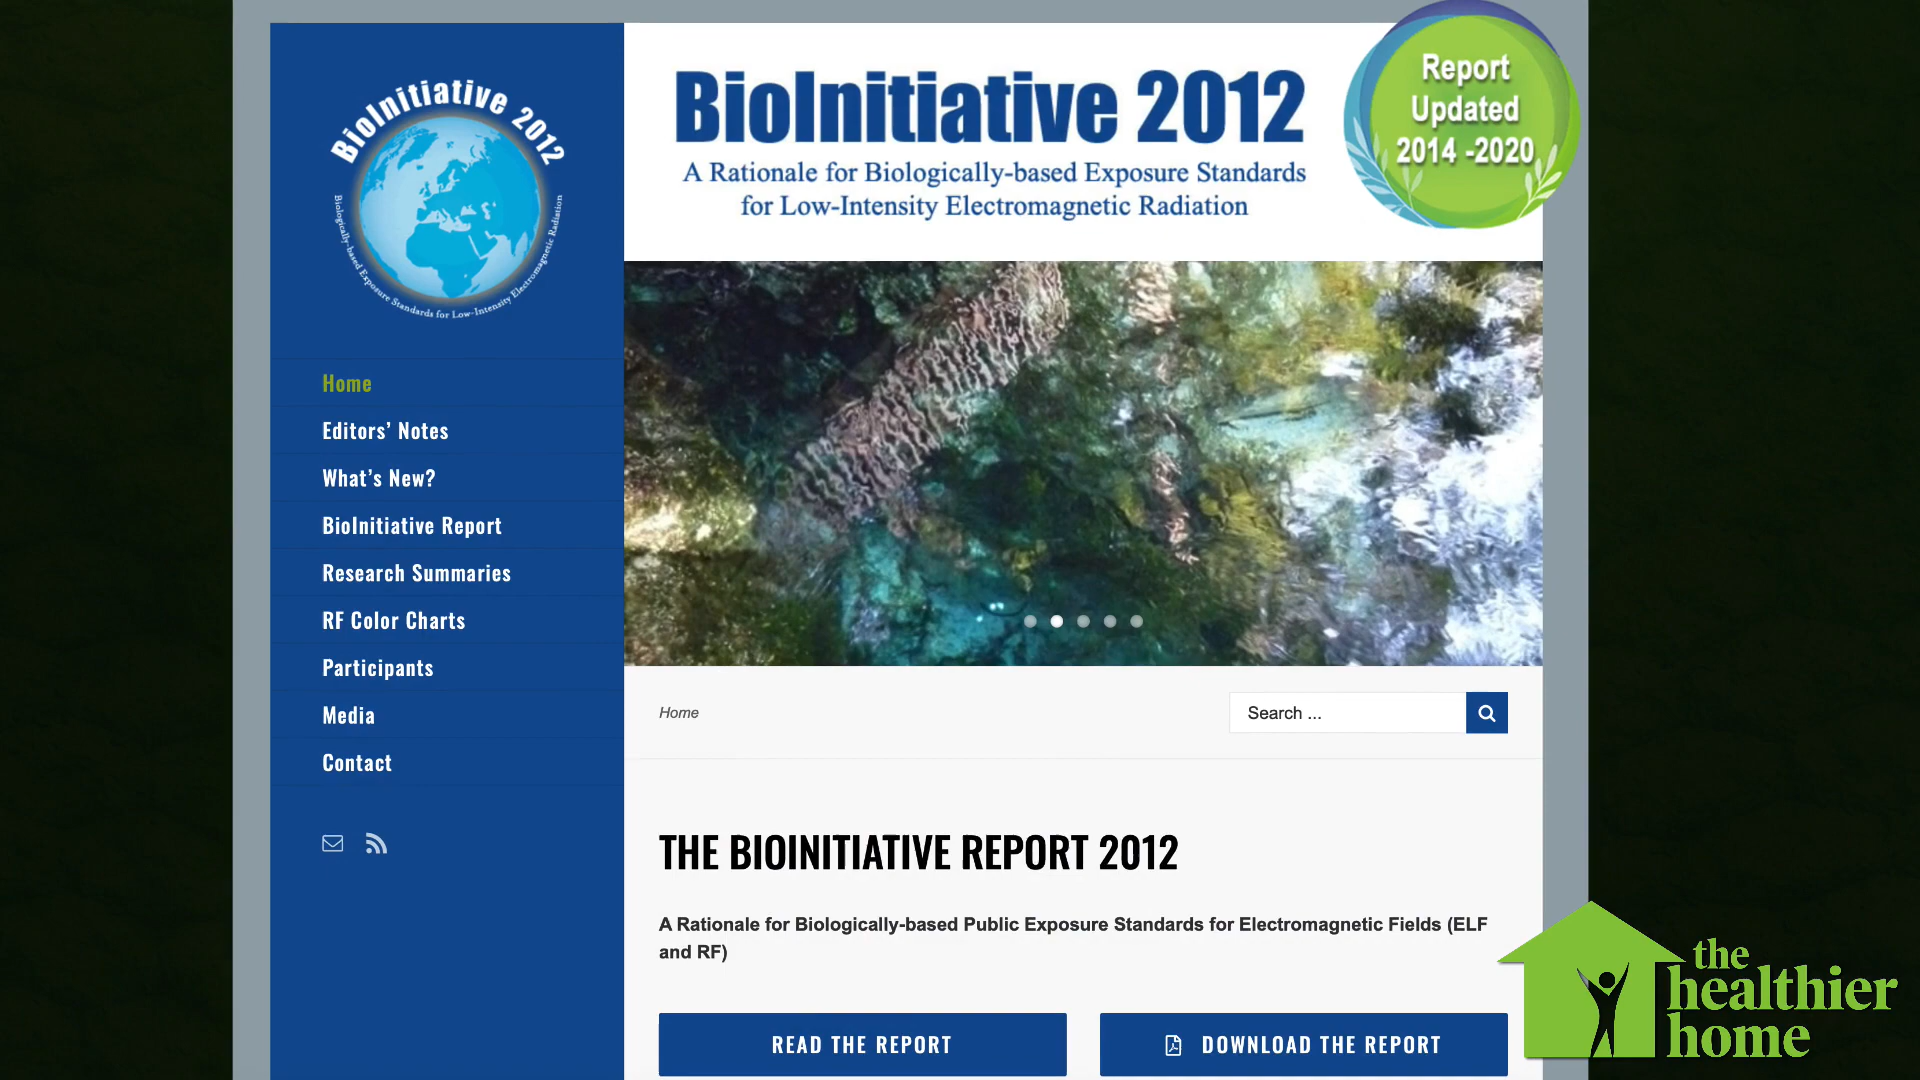 BioInitiative 2012
Biologically-based Exposure Standards for Low-Intensity Electromagnetic Radiation
Home
Editors’ Notes
What’s New?
BioInitiative Report
Research Summaries
RF Color Charts
Participants
Media
Contact
BioInitiative 2012
A Rationale for Biologically-based Exposure Standards
for Low-Intensity Electromagnetic Radiation
Report
Updated
2014 -2020
Home
Search ...
THE BIOINITIATIVE REPORT 2012
A Rationale for Biologically-based Public Exposure Standards for Electromagnetic Fields (ELF
and RF)
READ THE REPORT
DOWNLOAD THE REPORT
the
healthier
home